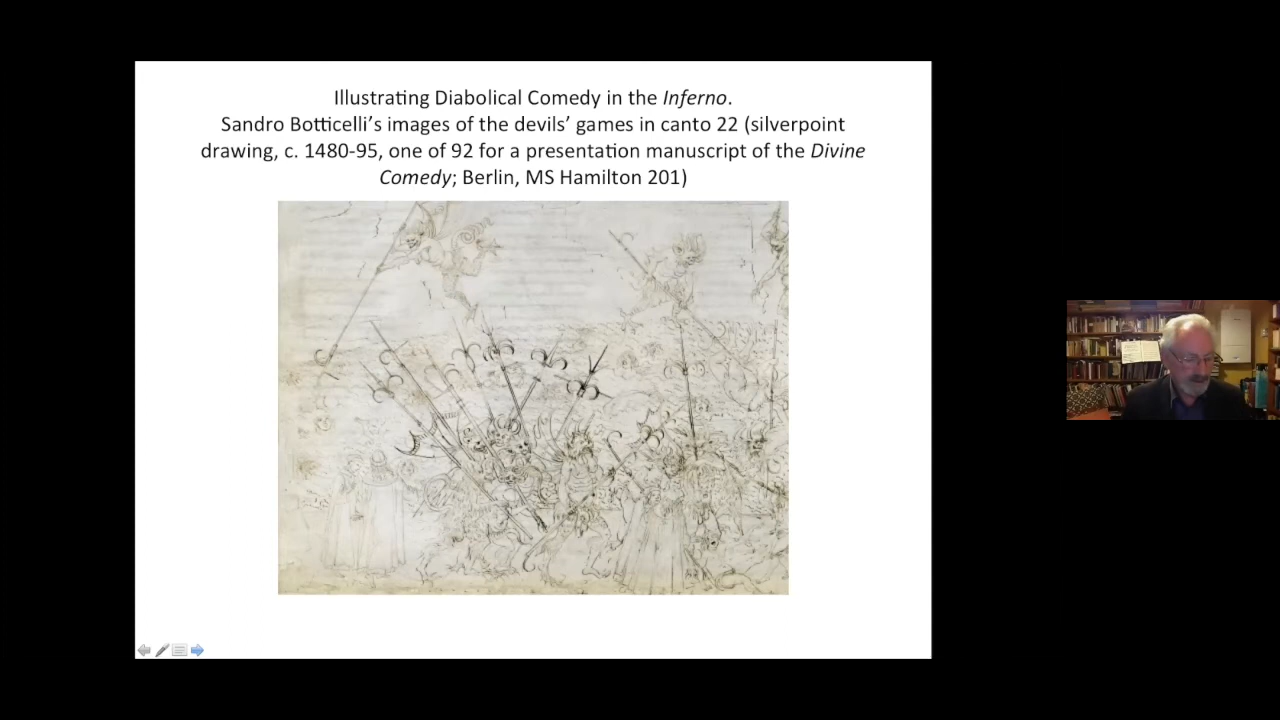 Illustrating Diabolical Comedy in the Inferno.
Sandro Botticelli’s images of the devils’ games in canto 22 (silverpoint
drawing, c. 1480-95, one of 92 for a presentation manuscript of the Divine
Comedy; Berlin, MS Hamilton 201)